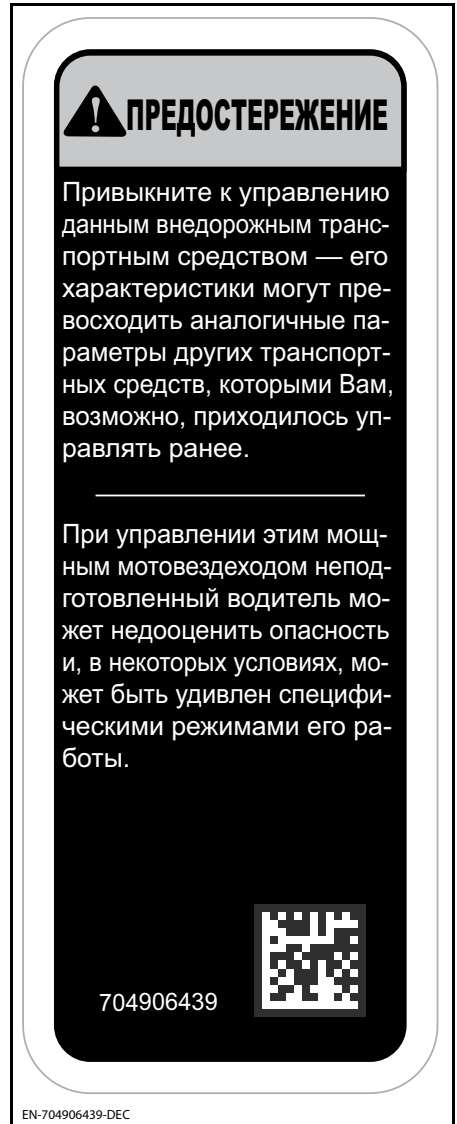 ПРЕДОСТЕРЕЖЕНИЕ
Привыкните к управлению
данным внедорожным транс-
портным средством — его
характеристики могут пре-
восходить аналогичные па-
раметры других транспорт-
ных средств, которыми Вам,
возможно, приходилось уп-
равлять ранее.
При управлении этим мощ-
ным мотовездеходом непод-
готовленный водитель мо-
жет недооценить опасность
и, в некоторых условиях, мо-
жет быть удивлен специфи-
ческими режимами его ра-
боты.
704906439
EN-704906439-DEC